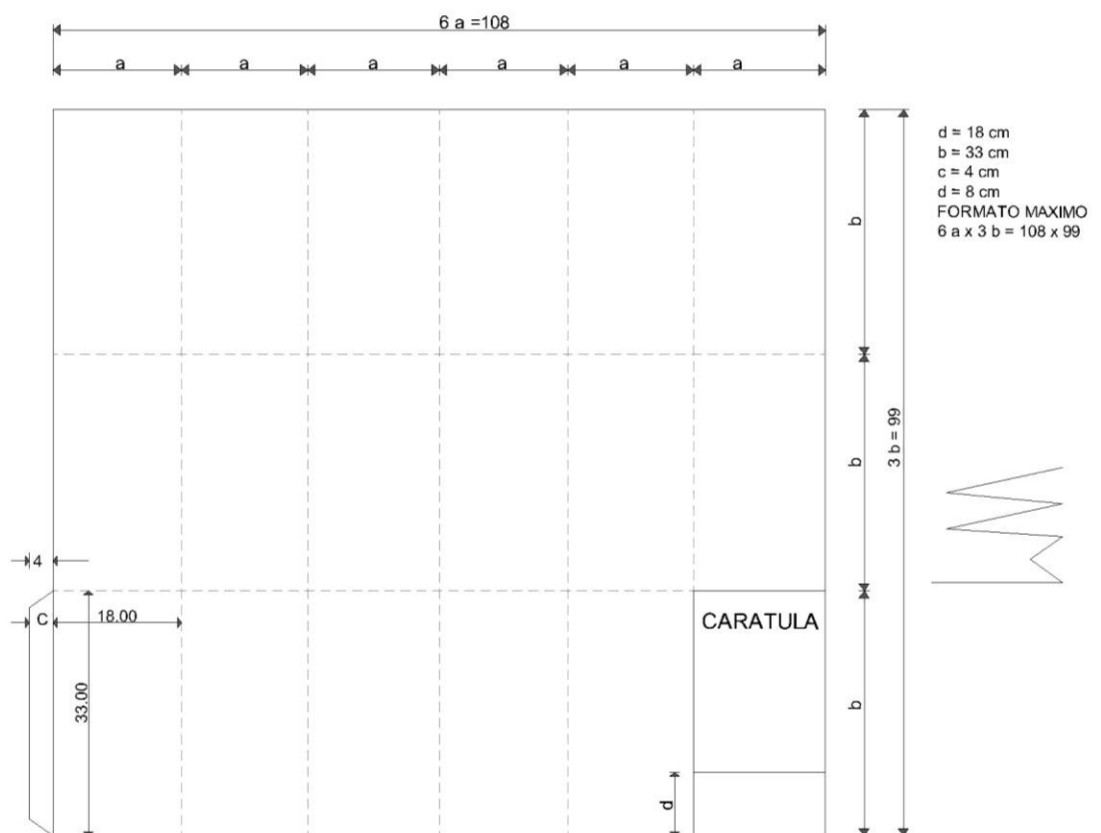 6 a =108
a a a a a a
d = 18 cm
b = 33 cm
c = 4 cm
d = 8 cm
FORMATO MAXIMO
6 a x 3 b = 108 x 99
b
b
3 b = 99
4
C
18.00
33.00
CARATULA
b
d